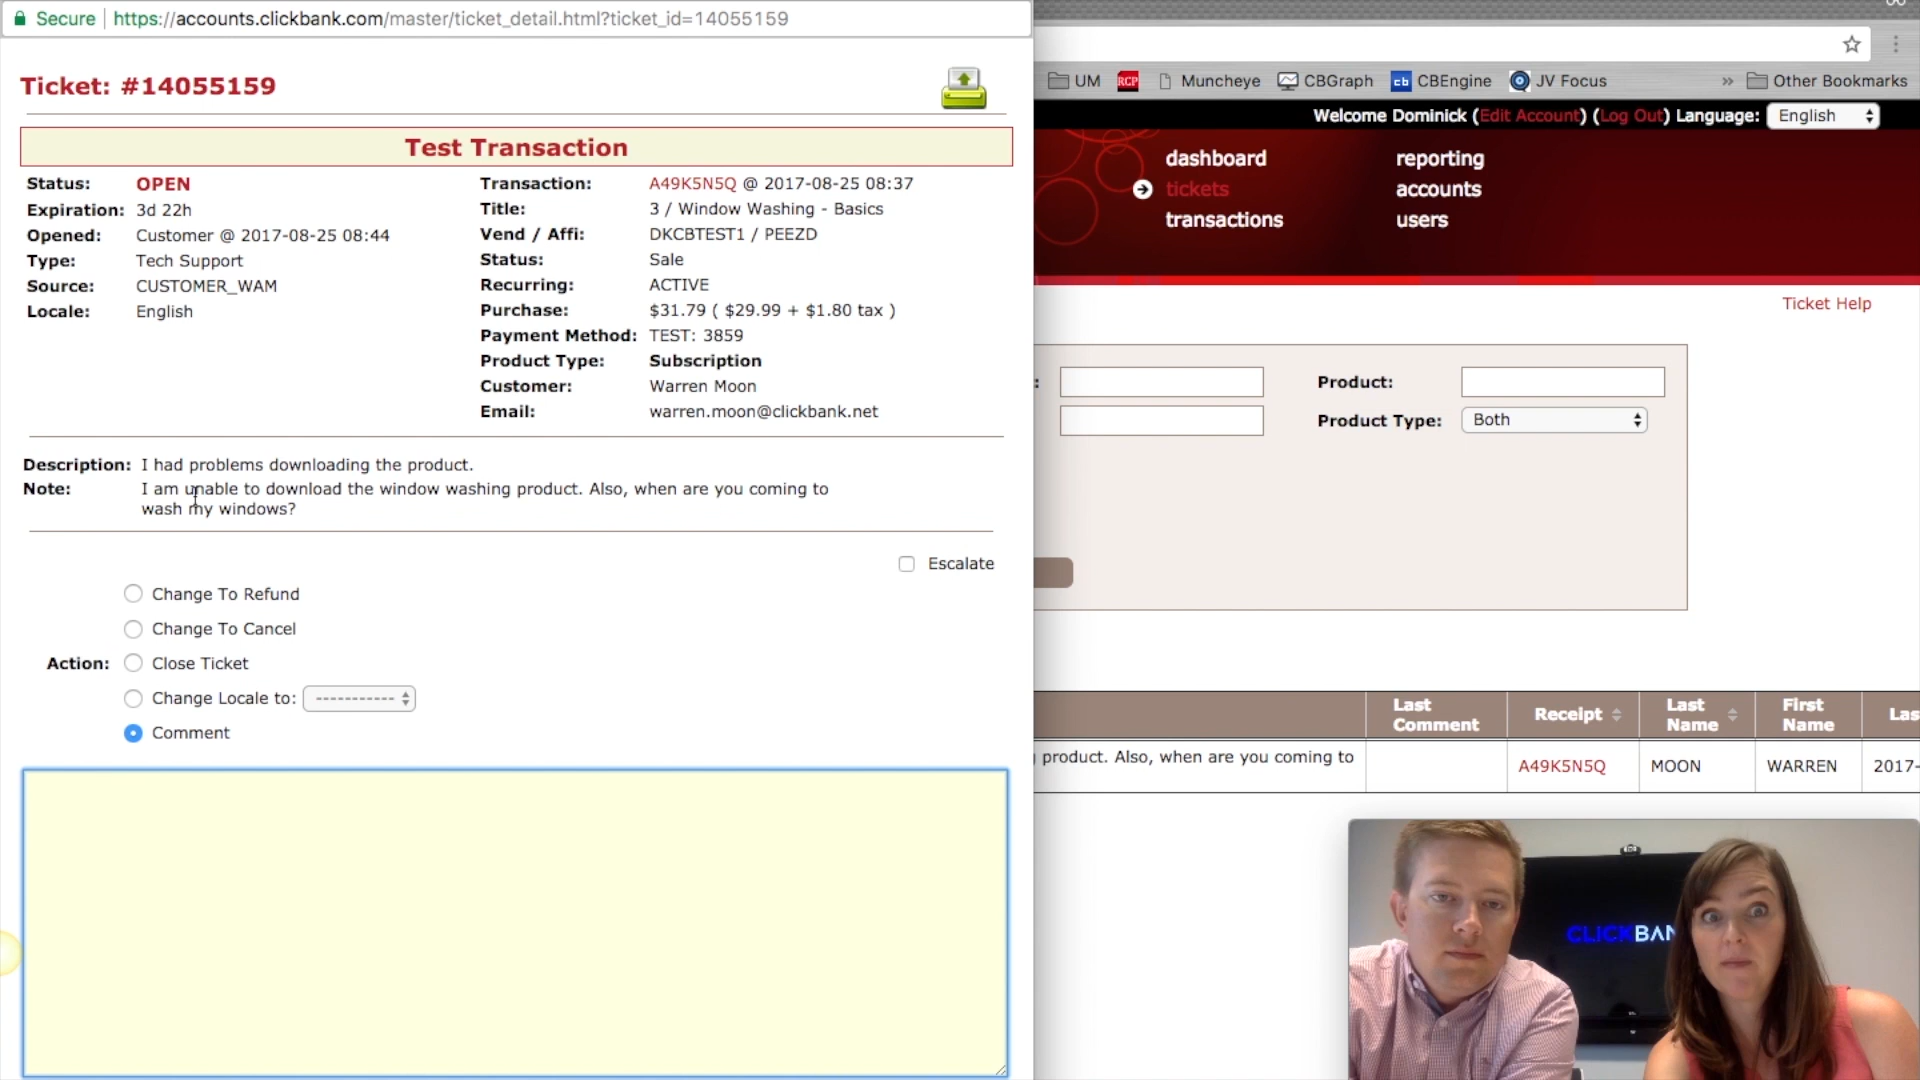 Secure https://accounts.clickbank.com/master/ticket_detail.html?ticket_id=14055159
Ticket: #14055159
Test Transaction
Status: OPEN
Expiration: 3d 22h
Opened: Customer @ 2017-08-25 08:44
Type: Tech Support
Source: CUSTOMER_WAM
Locale: English
Transaction: A49K5N5Q @ 2017-08-25 08:37
Title: 3 / Window Washing - Basics
Vend / Affi: DKCBTEST1 / PEEZD
Status: Sale
Recurring: ACTIVE
Purchase: $31.79 ( $29.99 + $1.80 tax )
Payment Method: TEST: 3859
Product Type: Subscription
Customer: Warren Moon
Email: warren.moon@clickbank.net
Description: I had problems downloading the product.
Note: I am unable to download the window washing product. Also, when are you coming to
wash my windows?
Escalate
Change To Refund
Change To Cancel
Action: Close Ticket
Change Locale to: -----------
Comment
UM RCP Muncheye CBGraph cb CBEngine JV Focus » Other Bookmarks
Welcome Dominick (Edit Account) (Log Out) Language: English
dashboard reporting
tickets accounts
transactions users
Ticket Help
: Product:
Product Type: Both
Last Comment Receipt Last Name First Name Las
product. Also, when are you coming to A49K5N5Q MOON WARREN 2017-
CLICKBAN